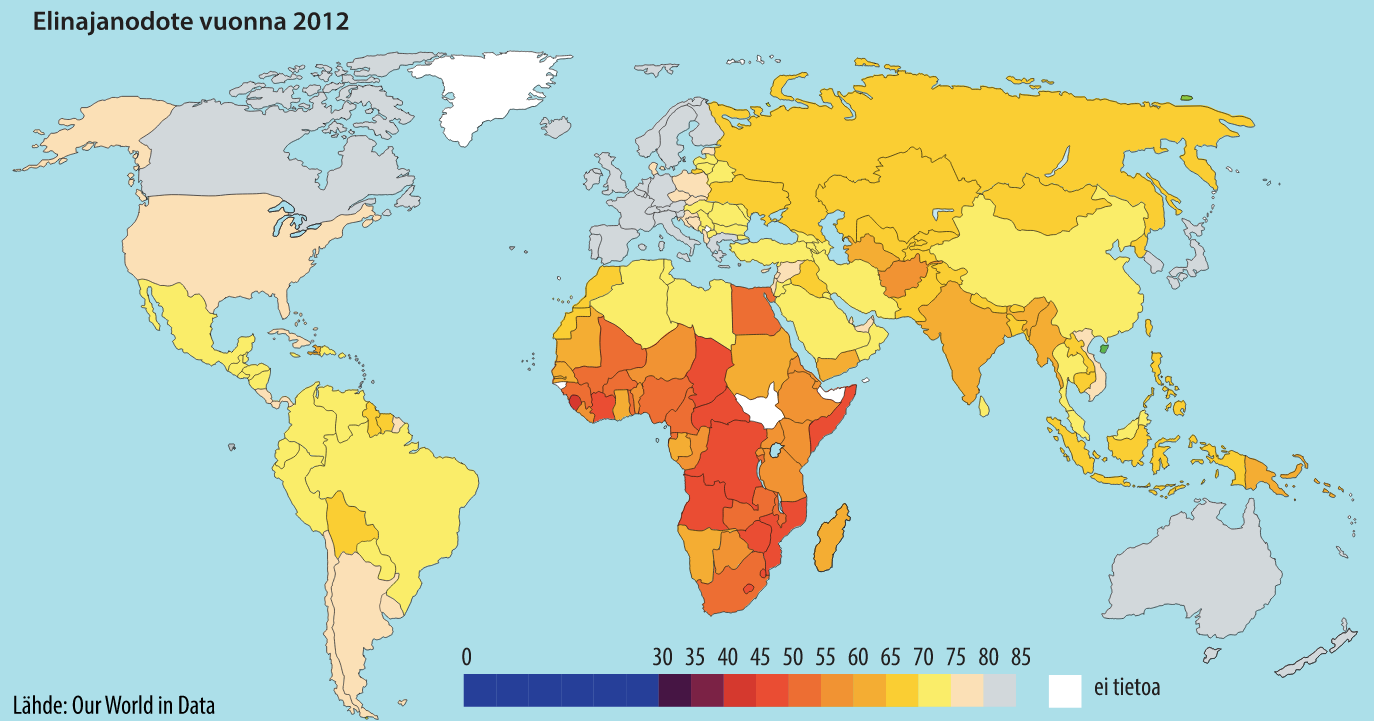 Elinajanodote vuonna 2012
0 30 35 40 45 50 55 60 65 70 75 80 85
ei tietoa
Lähde: Our World in Data